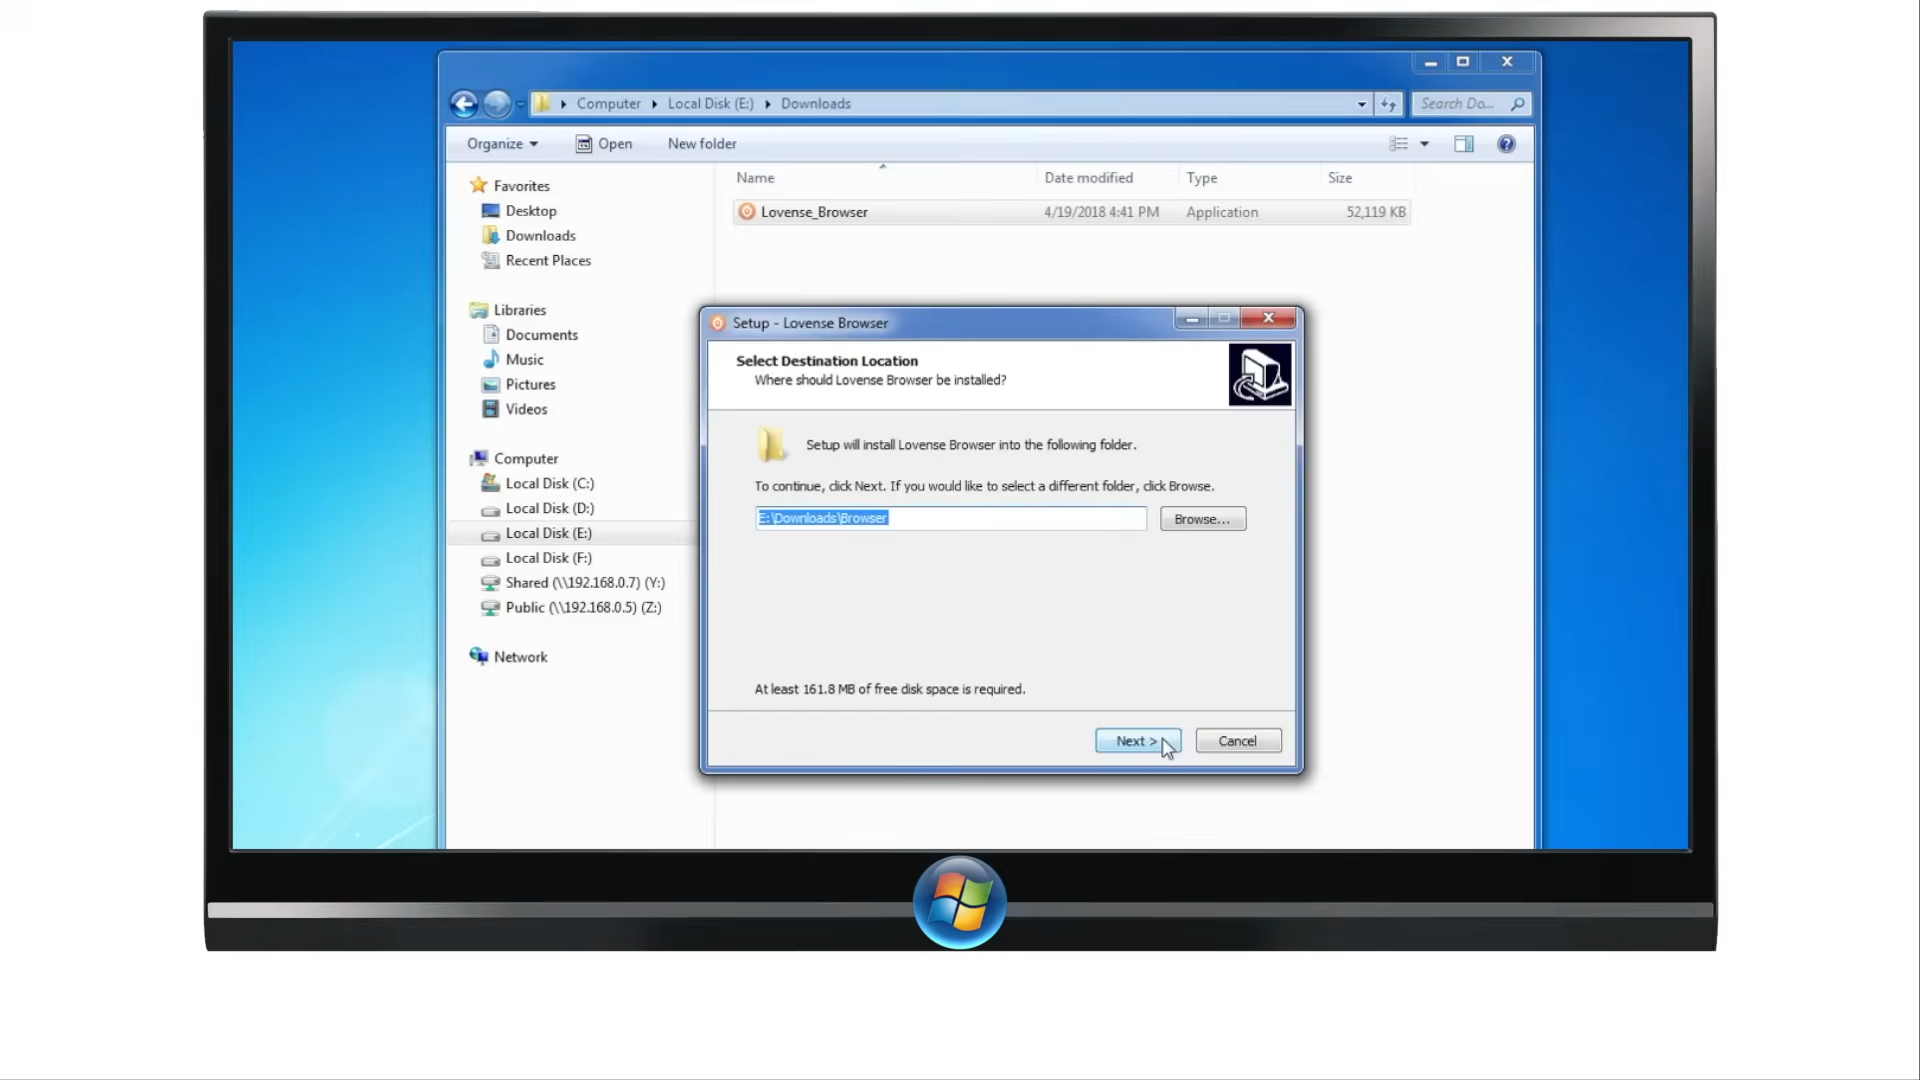 Computer Local Disk (E:) Downloads
Search Do...
Organize Open New folder
Favorites
Desktop
Downloads
Recent Places
Libraries
Documents
Music
Pictures
Videos
Computer
Local Disk (C:)
Local Disk (D:)
Local Disk (E:)
Local Disk (F:)
Shared (\\192.168.0.7) (Y:)
Public (\\192.168.0.5) (Z:)
Network
Name Date modified Type Size
Lovense_Browser 4/19/2018 4:41 PM Application 52,119 KB
Setup - Lovense Browser
Select Destination Location
Where should Lovense Browser be installed?
Setup will install Lovense Browser into the following folder.
To continue, click Next. If you would like to select a different folder, click Browse.
E:\Downloads\Browser Browse...
At least 161.8 MB of free disk space is required.
Next > Cancel